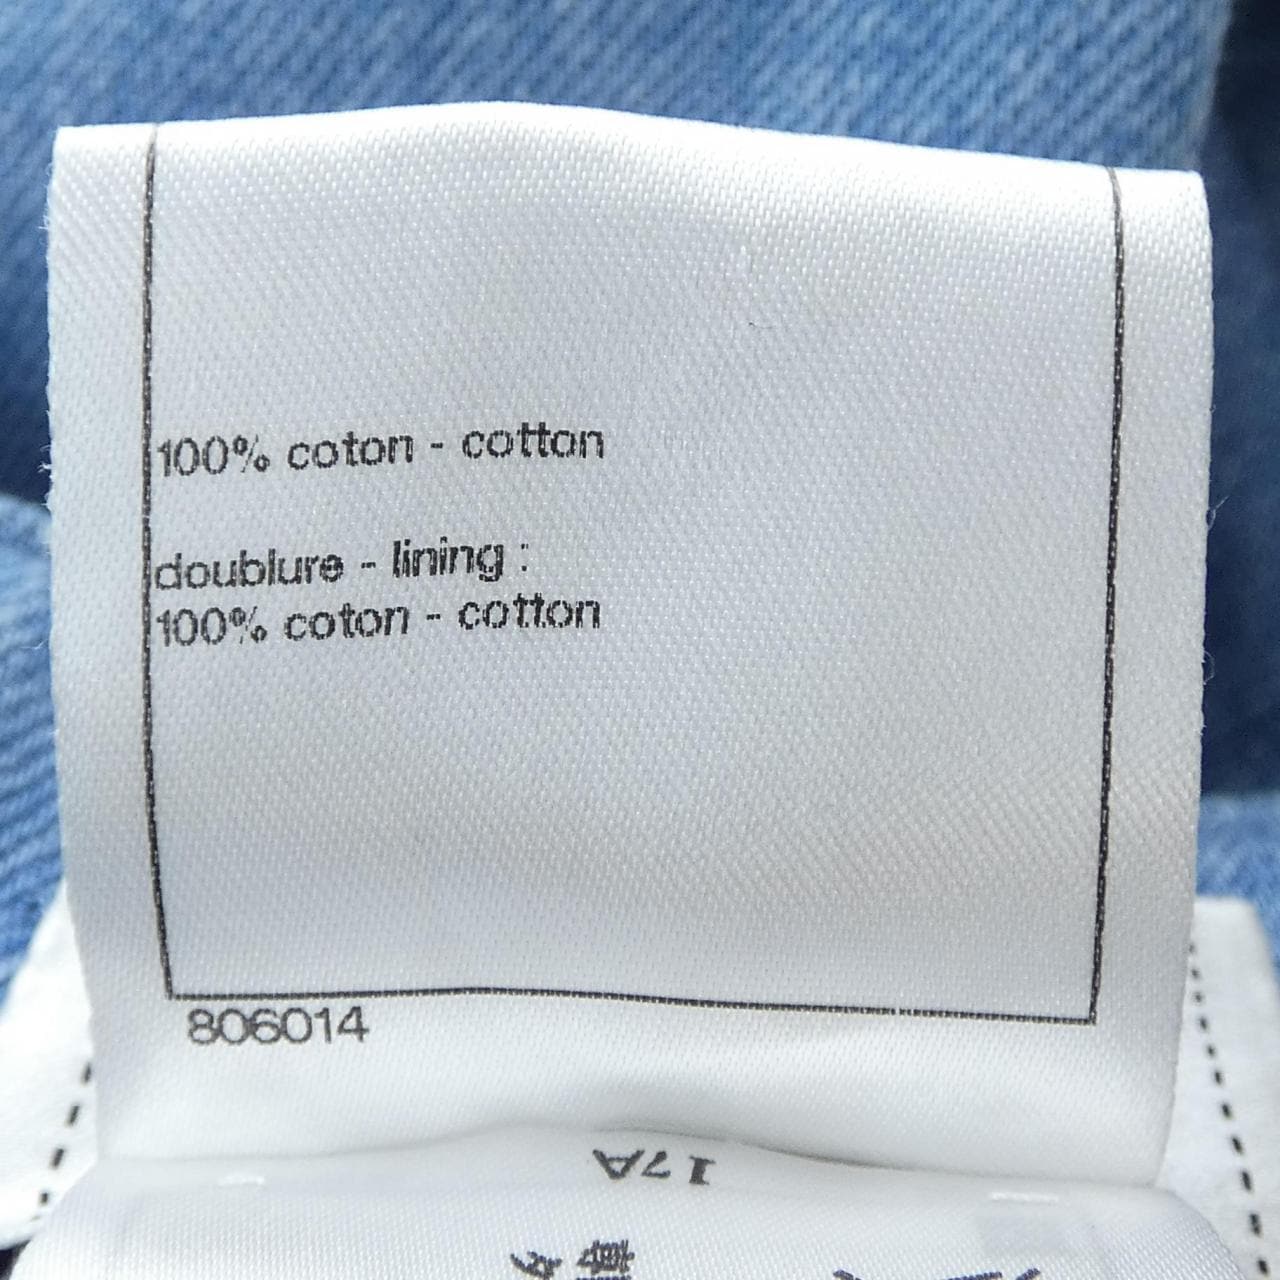 100% coton - cotton
doublure - lining :
100% coton - cotton
806014
17A